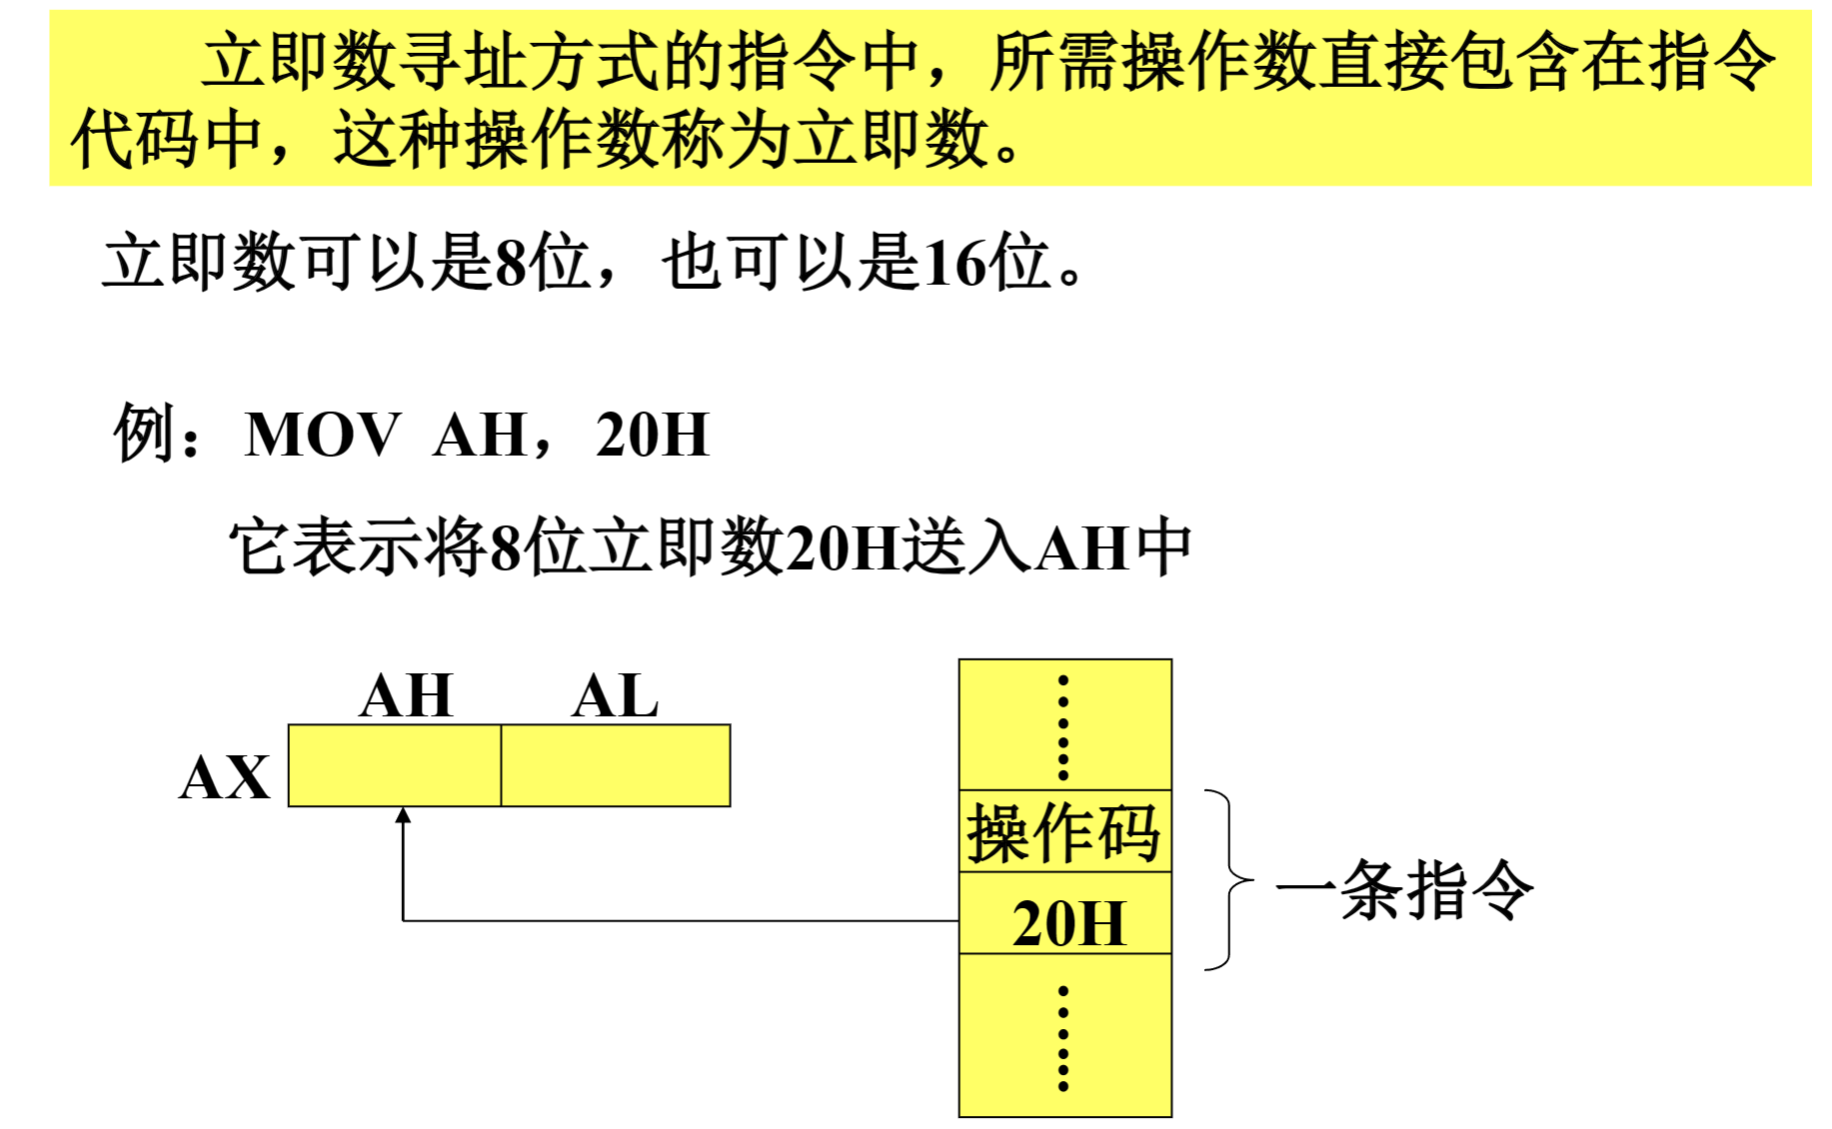 立即数寻址方式的指令中，所需操作数直接包含在指令
代码中，这种操作数称为立即数。
立即数可以是8位，也可以是16位。
例：MOV AH，20H
它表示将8位立即数20H送入AH中
AH AL
AX
操作码
20H
一条指令